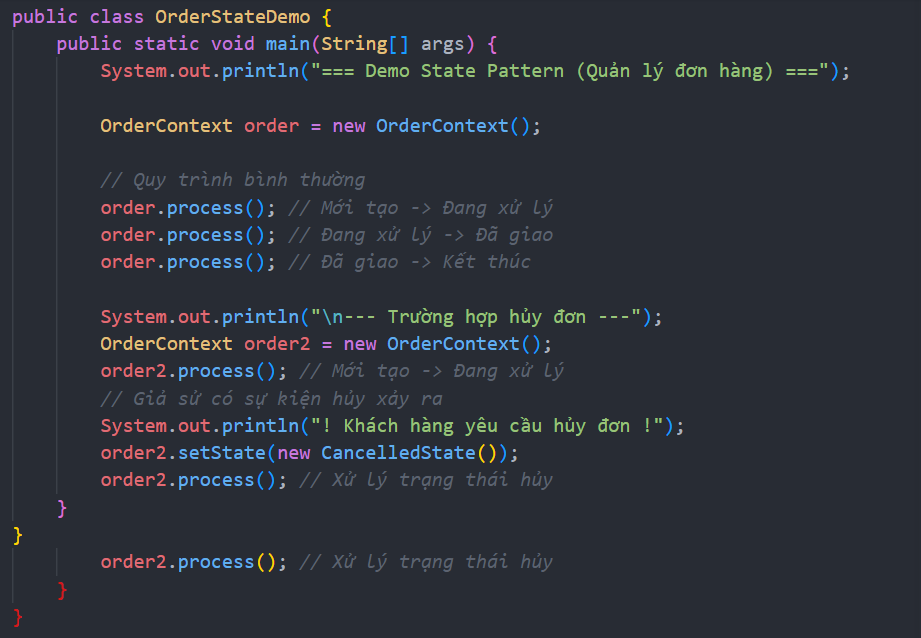 public class OrderStateDemo {
    public static void main(String[] args) {
        System.out.println("=== Demo State Pattern (Quản lý đơn hàng) ===");

        OrderContext order = new OrderContext();

        // Quy trình bình thường
        order.process(); // Mới tạo -> Đang xử lý
        order.process(); // Đang xử lý -> Đã giao
        order.process(); // Đã giao -> Kết thúc

        System.out.println("\n--- Trường hợp hủy đơn ---");
        OrderContext order2 = new OrderContext();
        order2.process(); // Mới tạo -> Đang xử lý
        // Giả sử có sự kiện hủy xảy ra
        System.out.println("! Khách hàng yêu cầu hủy đơn !");
        order2.setState(new CancelledState());
        order2.process(); // Xử lý trạng thái hủy
    }
}
        order2.process(); // Xử lý trạng thái hủy
    }
}